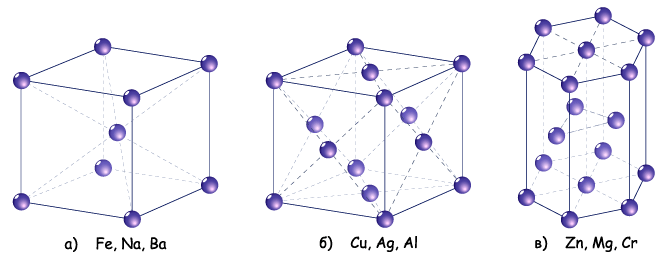 а) Fe, Na, Ba
б) Cu, Ag, Al
в) Zn, Mg, Cr